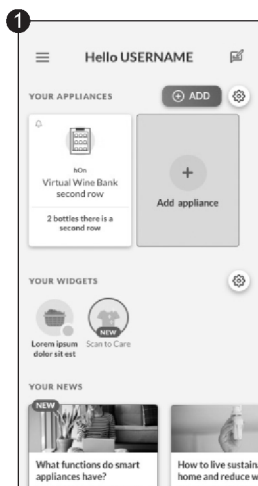 1
Hello USERNAME
YOUR APPLIANCES
ADD
hOn
Virtual Wine Bank
second row
2 bottles there is a
second row
Add appliance
YOUR WIDGETS
NEW
Lorem ipsum
dolor sit est
Scan to Care
YOUR NEWS
NEW
What functions do smart
appliances have?
How to live sustain
home and reduce w